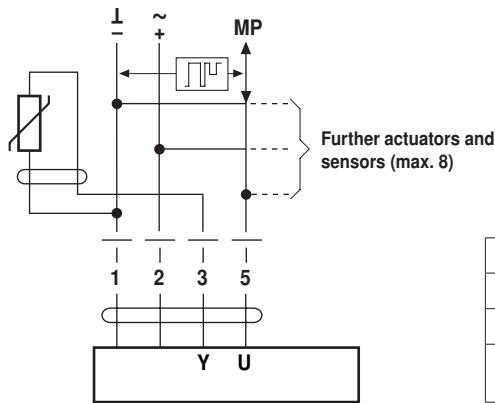 ⊥ ~
– +
MP
Further actuators and
sensors (max. 8)
1 2 3 5
Y U